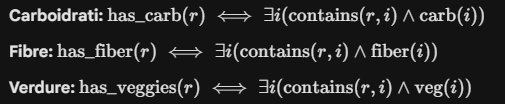 Carboidrati: has_carb(r) ⟺ ∃i(contains(r, i) ∧ carb(i))
Fibre: has_fiber(r) ⟺ ∃i(contains(r, i) ∧ fiber(i))
Verdure: has_veggies(r) ⟺ ∃i(contains(r, i) ∧ veg(i))